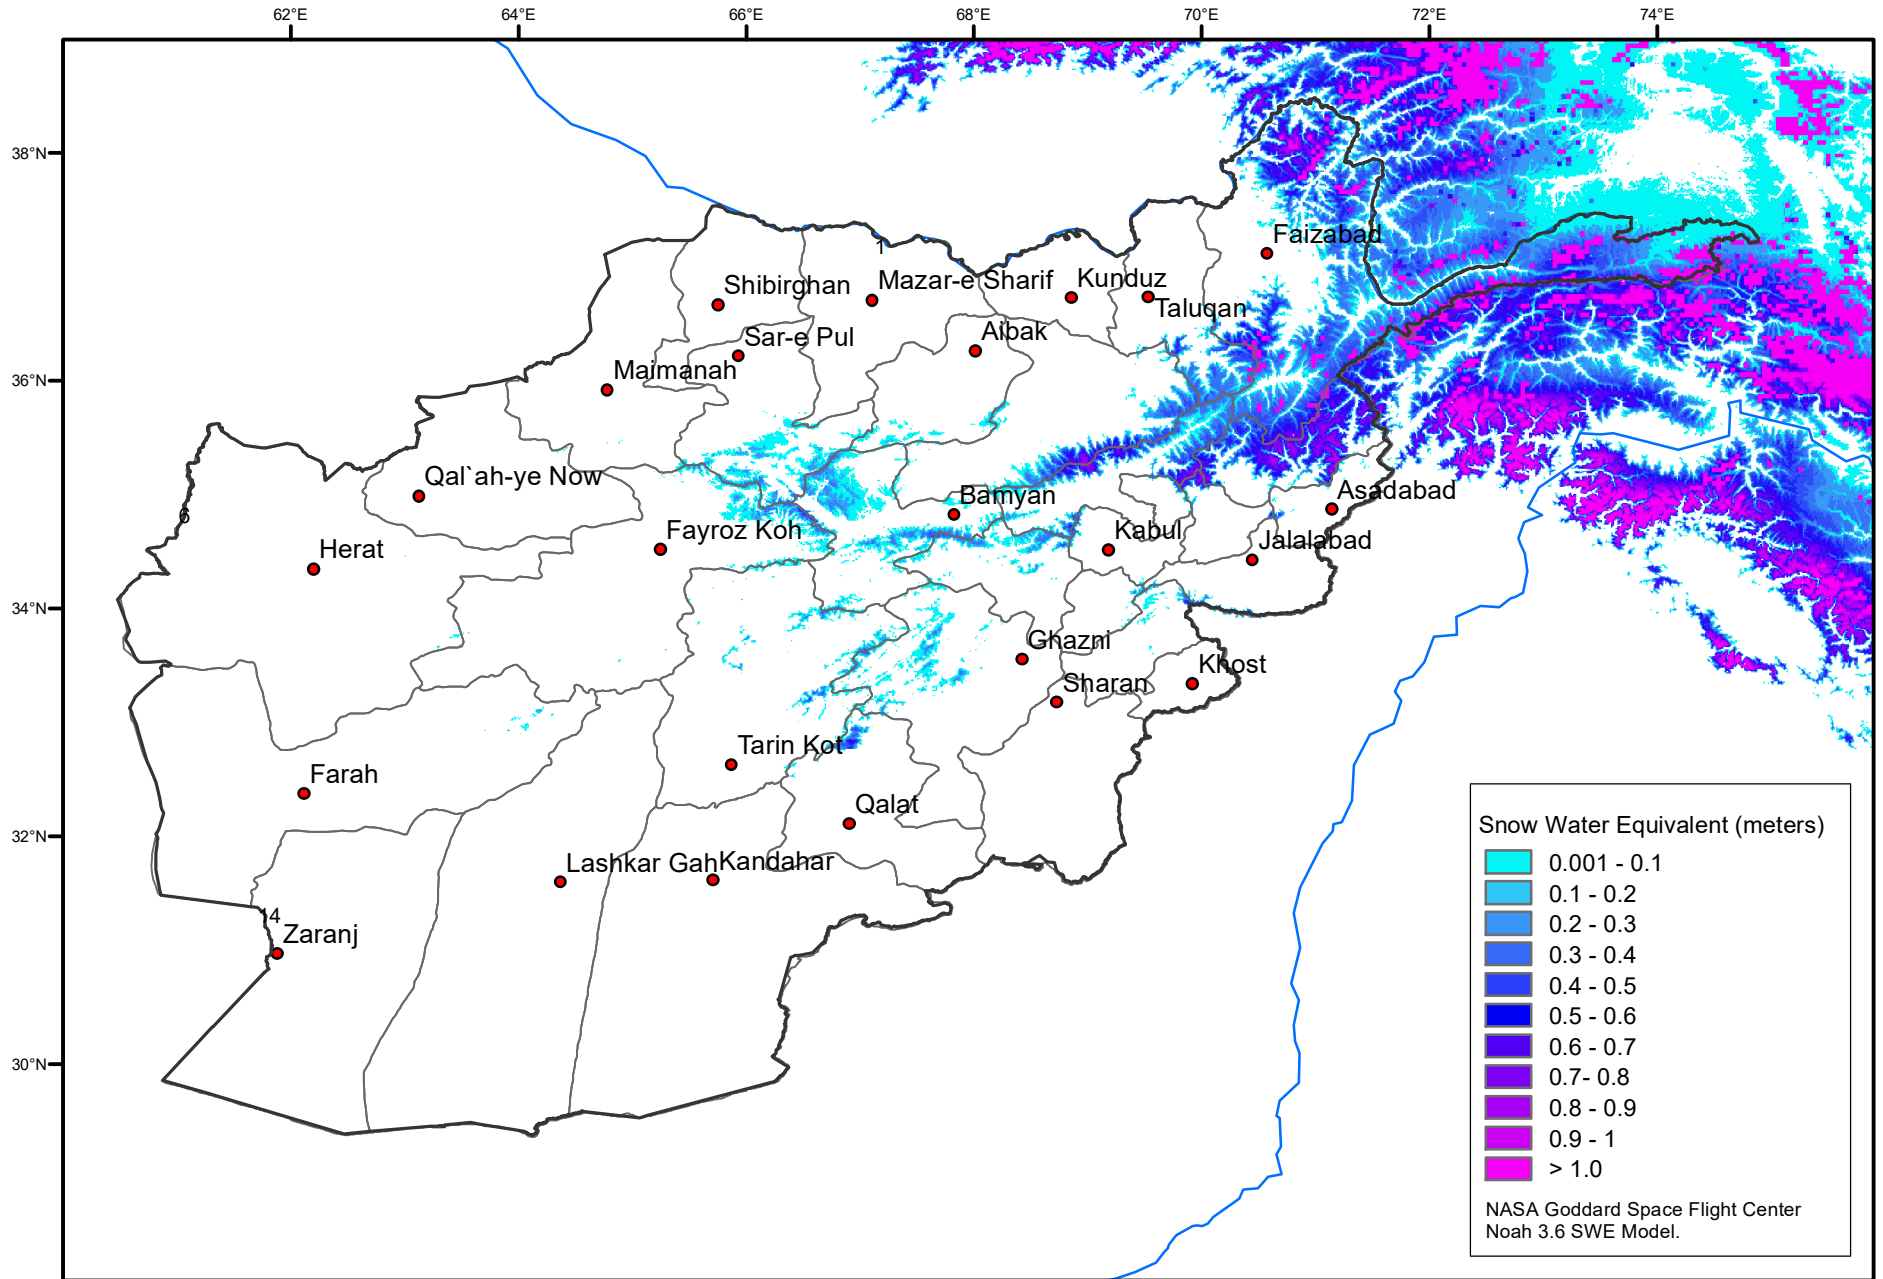 62°E 64°E 66°E 68°E 70°E 72°E 74°E
38°N
36°N
34°N
32°N
30°N
1
6
14
Faizabad
Shibirghan
Mazar-e Sharif
Kunduz
Taluqan
Sar-e Pul
Aibak
Maimanah
Qal`ah-ye Now
Bamyan
Asadabad
Fayroz Koh
Kabul
Jalalabad
Herat
Ghazni
Khost
Sharan
Tarin Kot
Farah
Qalat
Lashkar Gah
Kandahar
Zaranj
Snow Water Equivalent (meters)
0.001 - 0.1
0.1 - 0.2
0.2 - 0.3
0.3 - 0.4
0.4 - 0.5
0.5 - 0.6
0.6 - 0.7
0.7- 0.8
0.8 - 0.9
0.9 - 1
> 1.0
NASA Goddard Space Flight Center
Noah 3.6 SWE Model.